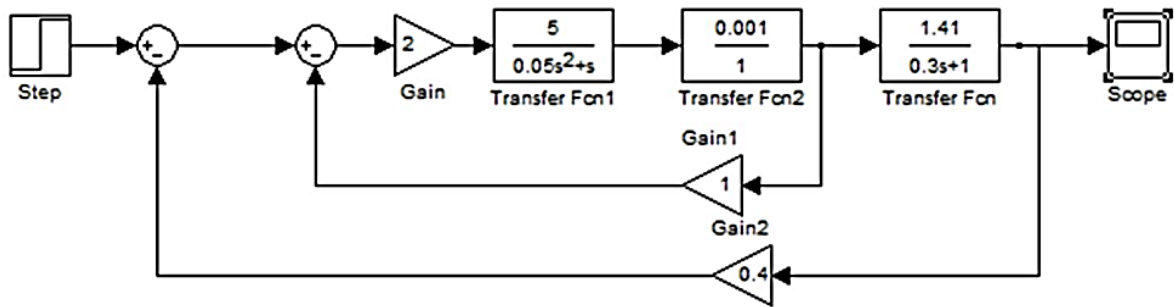 Step
+
−
+
−
2
Gain
5
0.05s²+s
Transfer Fcn1
0.001
1
Transfer Fcn2
1.41
0.3s+1
Transfer Fcn
Scope
Gain1
1
Gain2
0.4